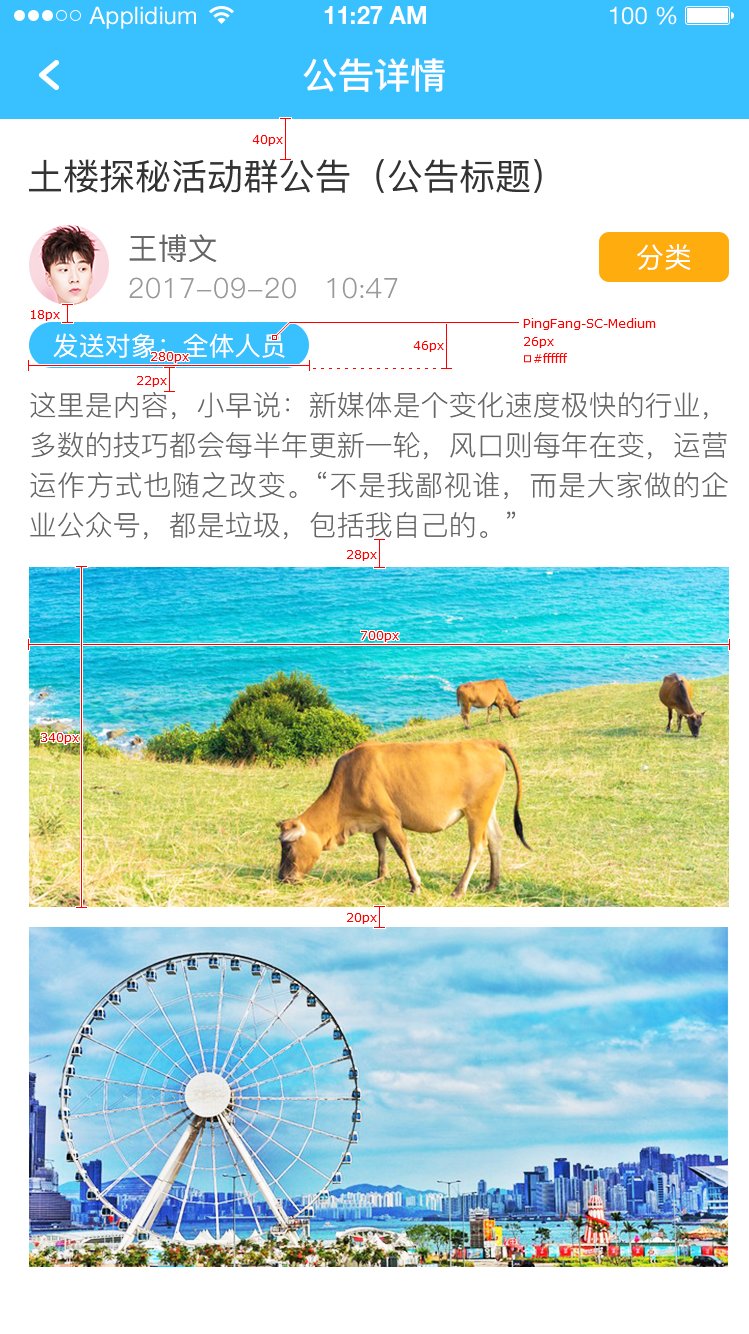 Applidium 11:27 AM 100 %
公告详情
40px
土楼探秘活动群公告（公告标题）
王博文
分类
2017-09-20 10:47
18px
PingFang-SC-Medium
26px
#ffffff
发送对象：全体人员
46px
280px
22px
这里是内容，小早说：新媒体是个变化速度极快的行业，
多数的技巧都会每半年更新一轮，风口则每年在变，运营
运作方式也随之改变。“不是我鄙视谁，而是大家做的企
业公众号，都是垃圾，包括我自己的。”
28px
700px
340px
20px